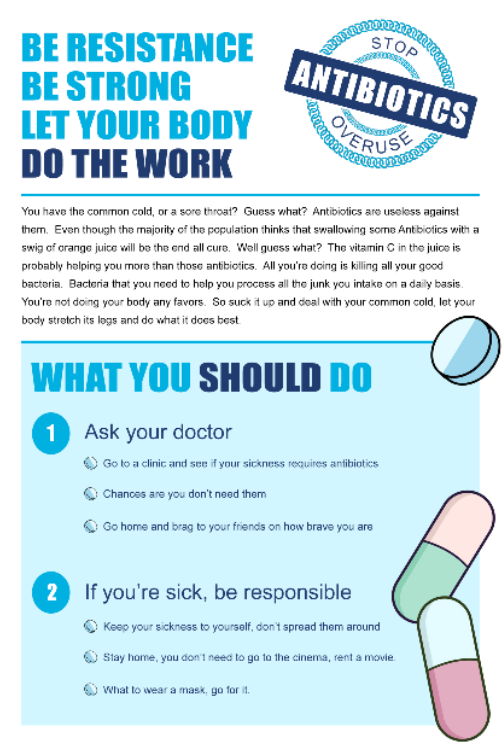 BE RESISTANCE
BE STRONG
LET YOUR BODY
DO THE WORK
STOP
ANTIBIOTICS
OVERUSE
You have the common cold, or a sore throat?  Guess what?  Antibiotics are useless against
them.  Even though the majority of the population thinks that swallowing some Antibiotics with a
swig of orange juice will be the end all cure.  Well guess what?  The vitamin C in the juice is
probably helping you more than those antibiotics.  All you're doing is killing all your good
bacteria.  Bacteria that you need to help you process all the junk you intake on a daily basis.
You're not doing your body any favors.  So suck it up and deal with your common cold, let your
body stretch its legs and do what it does best.
WHAT YOU SHOULD DO
1
Ask your doctor
Go to a clinic and see if your sickness requires antibiotics
Chances are you don't need them
Go home and brag to your friends on how brave you are
2
If you're sick, be responsible
Keep your sickness to yourself, don't spread them around
Stay home, you don't need to go to the cinema, rent a movie.
What to wear a mask, go for it.